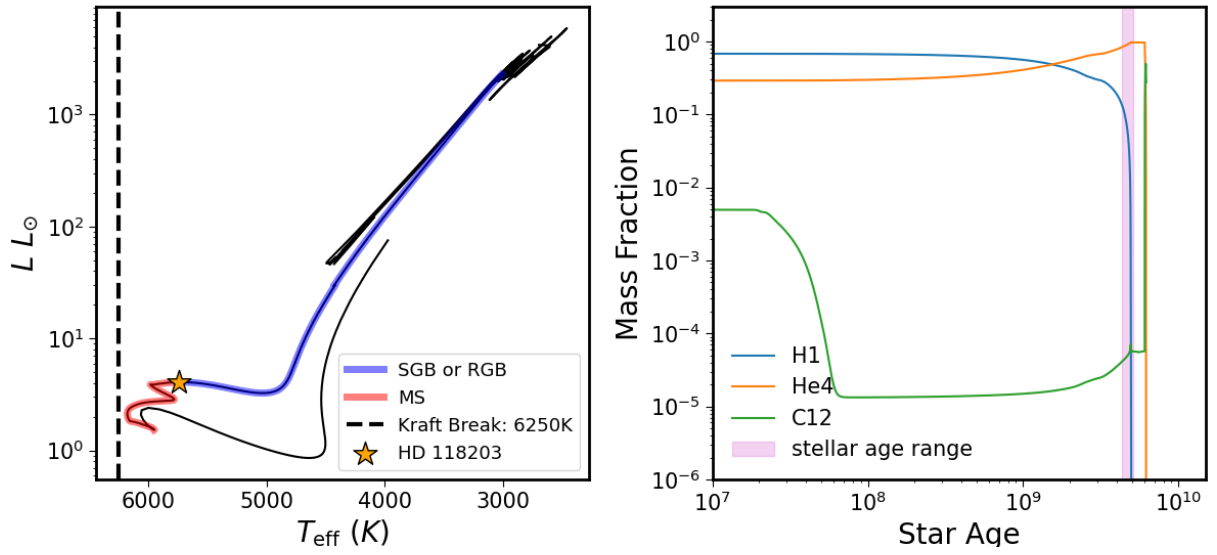 10³
10²
10¹
10⁰
L L⊙
6000 5000 4000 3000
T_eff (K)
SGB or RGB
MS
Kraft Break: 6250K
HD 118203
10⁰
10⁻¹
10⁻²
10⁻³
10⁻⁴
10⁻⁵
10⁻⁶
Mass Fraction
10⁷ 10⁸ 10⁹ 10¹⁰
Star Age
H1
He4
C12
stellar age range